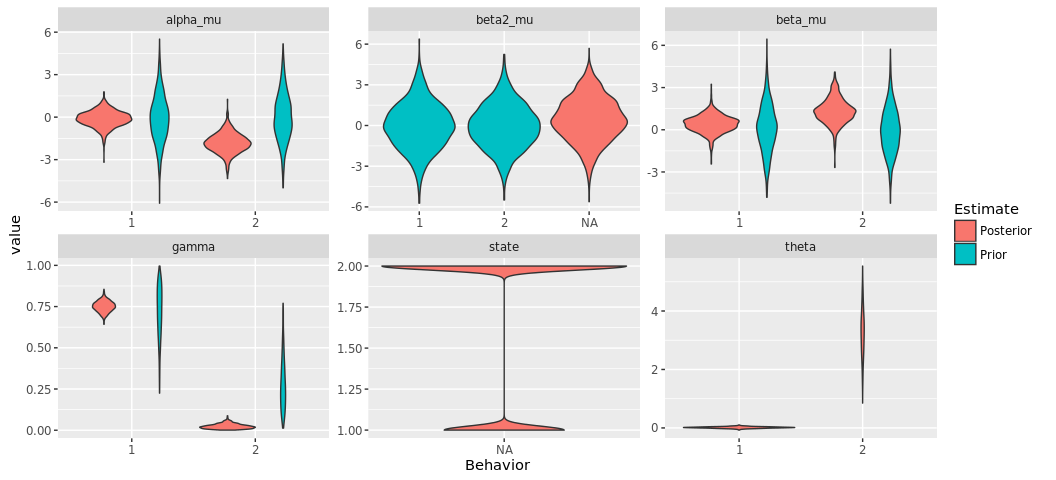 alpha_mu
beta2_mu
beta_mu
6
3
0
-3
-6
1
2
6
3
0
-3
-6
1
2
NA
6
3
0
-3
1
2
gamma
state
theta
1.00
0.75
0.50
0.25
0.00
1
2
2.00
1.75
1.50
1.25
1.00
NA
4
2
0
1
2
value
Behavior
Estimate
Posterior
Prior